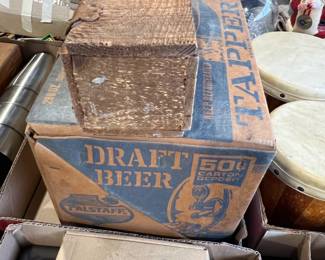 TAPPER
DRAFT
BEER
50¢
CARTON
DEPOSIT
FALSTAFF